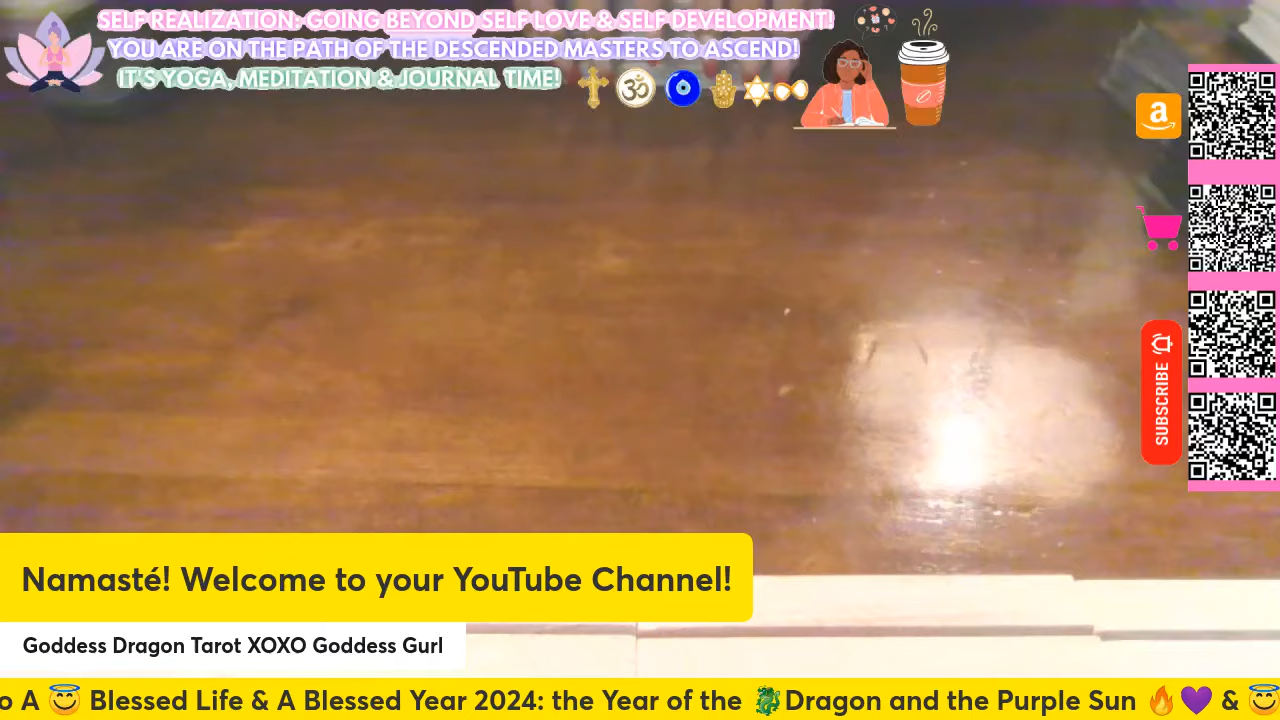 SELF REALIZATION: GOING BEYOND SELF LOVE & SELF DEVELOPMENT!
YOU ARE ON THE PATH OF THE DESCENDED MASTERS TO ASCEND!
IT'S YOGA, MEDITATION & JOURNAL TIME!
ॐ
a
SUBSCRIBE
Namasté! Welcome to your YouTube Channel!
Goddess Dragon Tarot XOXO Goddess Gurl
o A 😇 Blessed Life & A Blessed Year 2024: the Year of the 🐉Dragon and the Purple Sun 🔥💜 & 😇